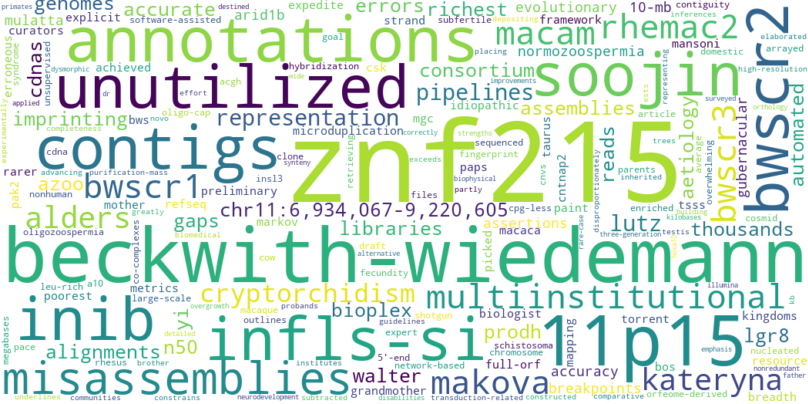 genomes accurate errors richest evolutionary 10-mb contiguity
mulatta explicit software-assisted expedite arid1b framework primates goal destined
annotations macam rhemac2 bwscr2
curators erroneous strand subfertile depositing
cdnas achieved hybridization consortium normozoospermia mansoni inferences
unutilized soojin
syndrome unsupervised dysmorphic acgh csk placing domestic elaborated arrayed high-resolution
imprinting applied dr effort aide pipelines idiopathic representing
bws novo oligo-cap representation assemblies
contigs znf215 bwscr3 automated
experimentally completeness microduplication mgc aetiology gubernacular
cdna clone sequenced taurus reads article orthology
rarer azoo bwscr1 preliminary insl3 paps cntnap2 parents inherited average exceeds
pak2 advancing nonhuman purification-mass synteny fingerprint biophysical correctly strengths trees surveyed overwhelming
alders refseq mother retrieving files partly cnvs enriched
chr11:6,934,067-9,220,605 cpg-less paint tsss
oligozoospermia gaps markov libraries assertions lutz thousands
building kilobases cosmid testis three-generation
greatly biomedical macaca picked draft alternative disproportionately rare-case
beckwith-wiedemann
leu-rich a10 cow fecundity shotgun illumina
poorest metrics large-scale co-complexes
cryptorchidism multiinstitutional
inib yi overgrowth macaque probands guidelines bioplex biologist prodh lgr8 kingdoms
infls-si 11p15
megabases pace n50 outlines expert torrent kb emphasis
alignments rhesus brother institutes 5'-end schistosoma chromosome mapping accuracy bos nucleated resource detailed
misassemblies walter network-based full-orf nonredundant father
makova kateryna
underlines communities constrains grandmother neurodevelopment subtracted disabilities transduction-related constructed breakpoints orfeome-derived comparative breadth